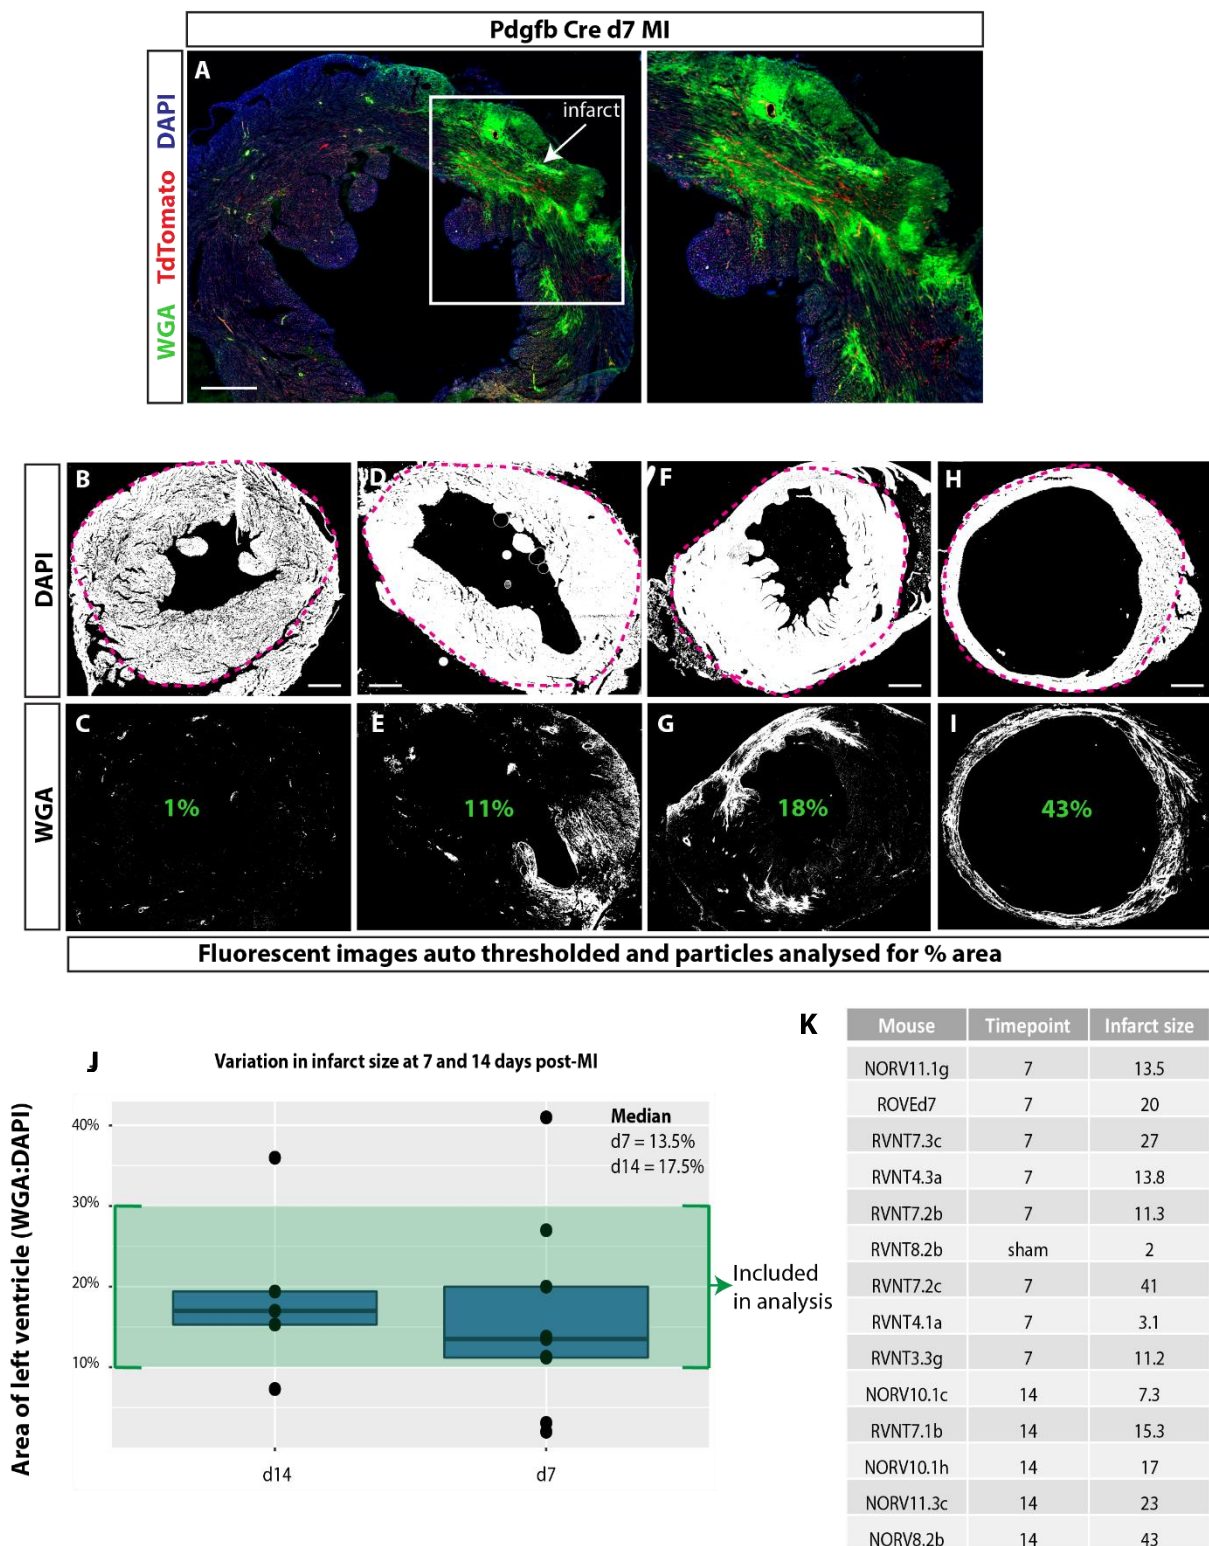 Pdgfb Cre d7 MI
WGA TdTomato DAPI
A
infarct
DAPI
B
D
F
H
WGA
C
1%
E
11%
G
18%
I
43%
Fluorescent images auto thresholded and particles analysed for % area
J
Variation in infarct size at 7 and 14 days post-MI
Area of left ventricle (WGA:DAPI)
40%
30%
20%
10%
Median
d7 = 13.5%
d14 = 17.5%
Included
in analysis
d14
d7
K
Mouse Timepoint Infarct size
NORV11.1g 7 13.5
ROVEd7 7 20
RVNT7.3c 7 27
RVNT4.3a 7 13.8
RVNT7.2b 7 11.3
RVNT8.2b sham 2
RVNT7.2c 7 41
RVNT4.1a 7 3.1
RVNT3.3g 7 11.2
NORV10.1c 14 7.3
RVNT7.1b 14 15.3
NORV10.1h 14 17
NORV11.3c 14 23
NORV8.2b 14 43